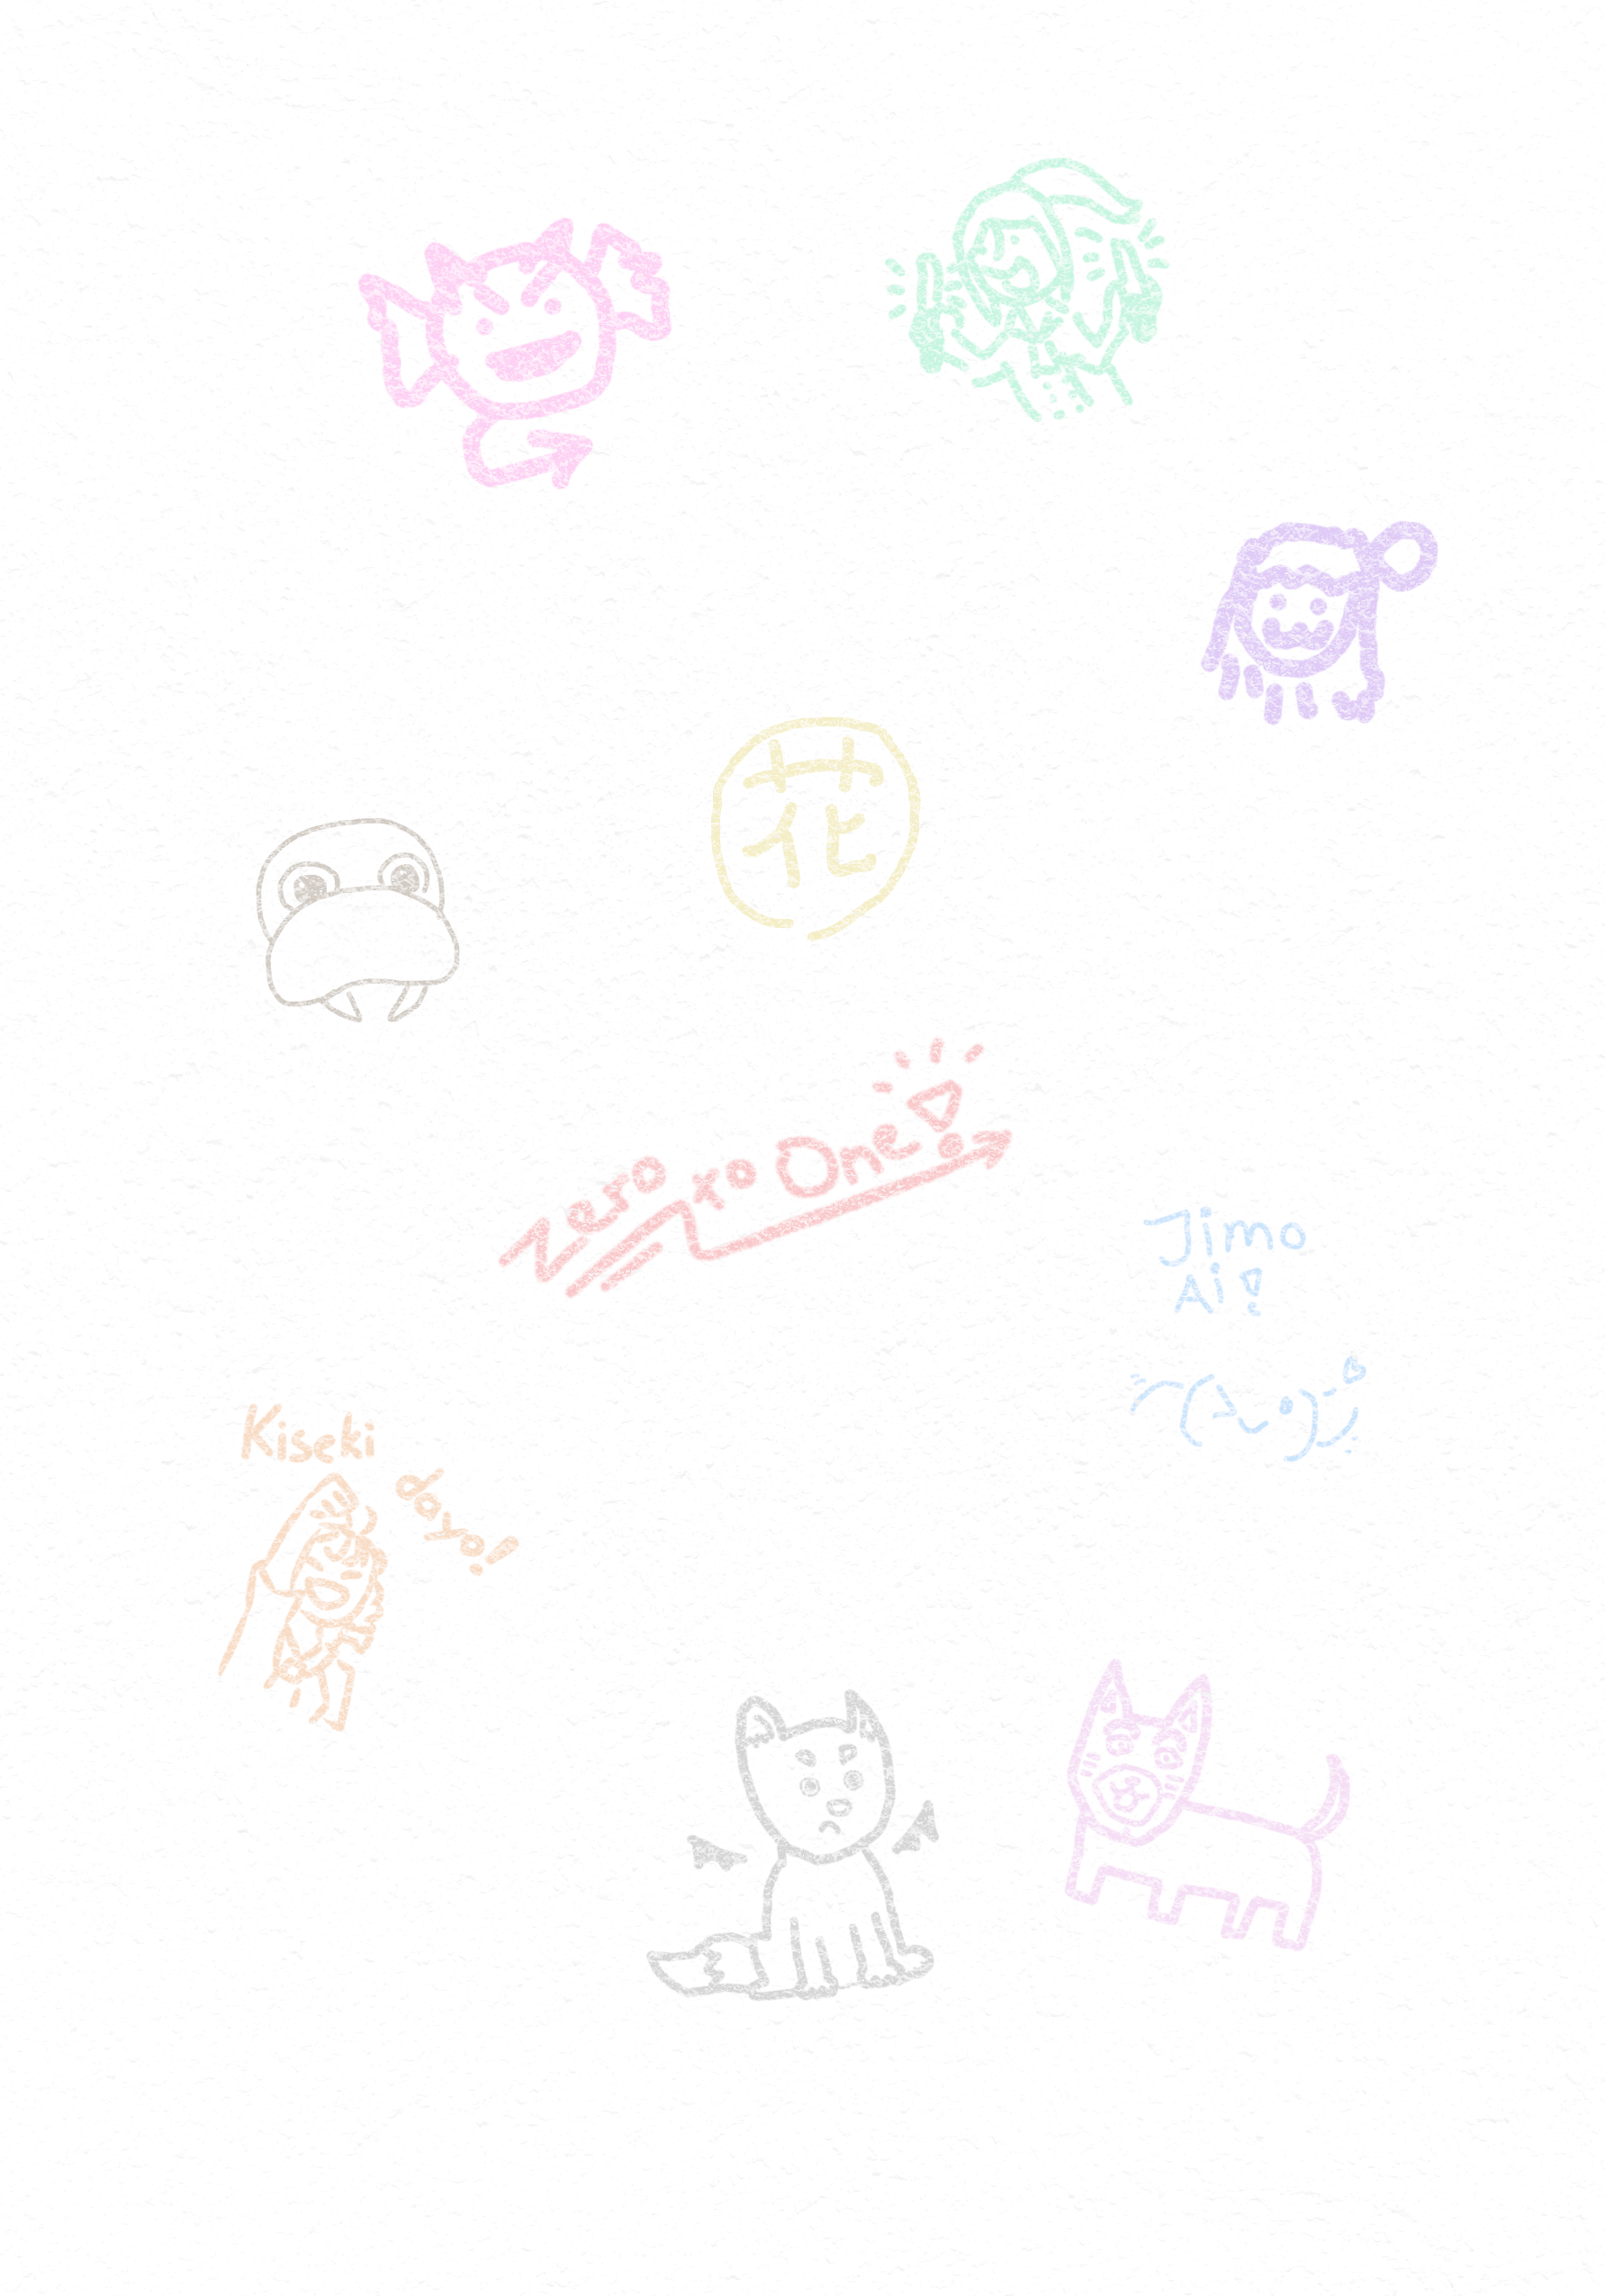 花
Zero to One!
Jimo
Ai!
Kiseki
dayo!